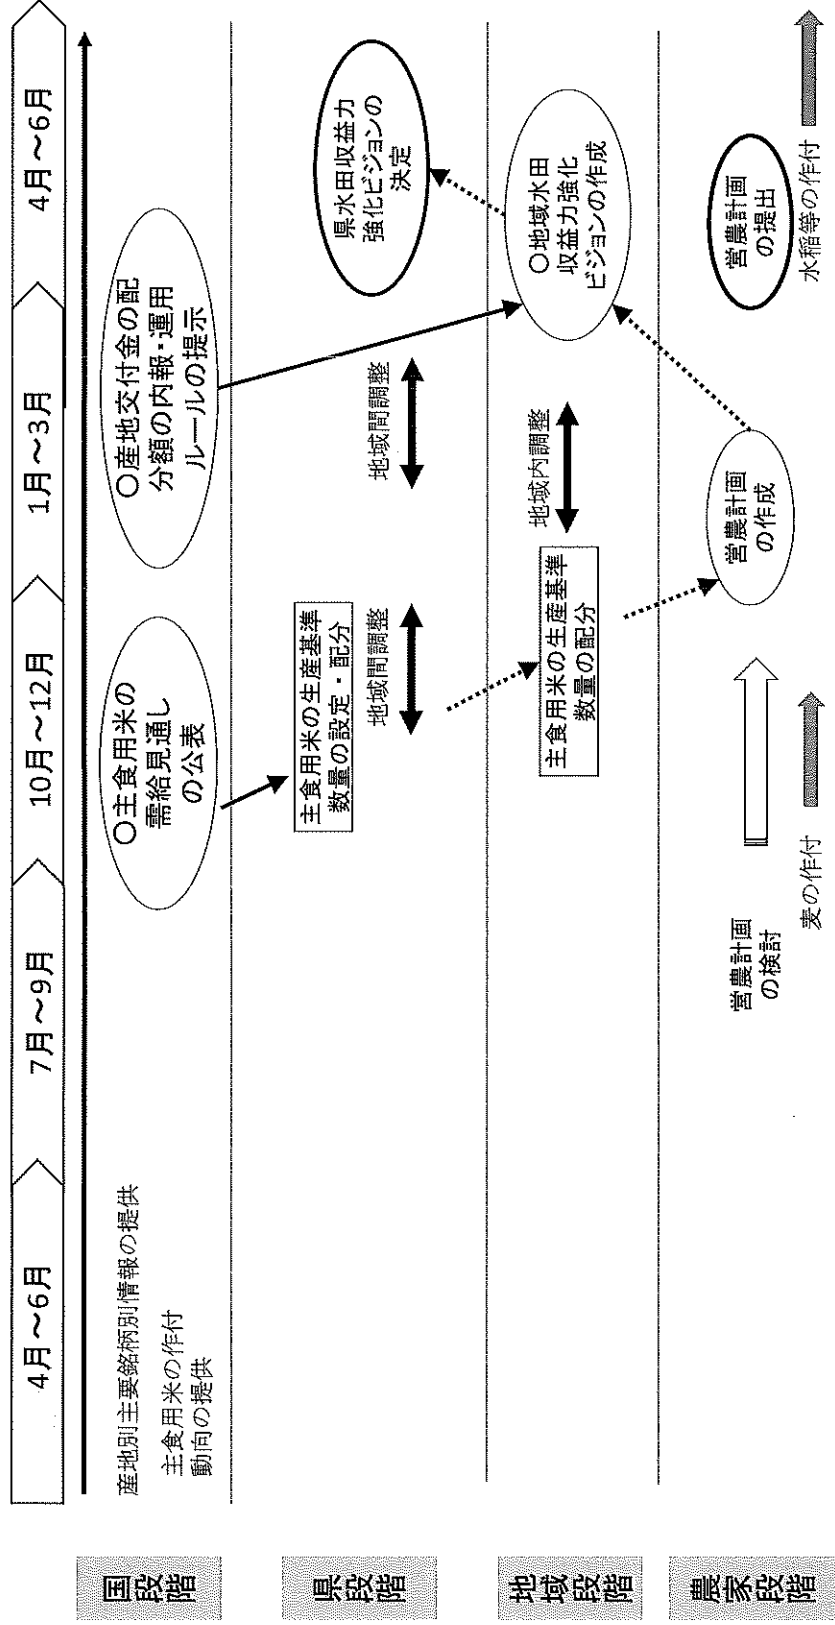 4月～6月
7月～9月
10月～12月
1月～3月
4月～6月
国
段
階
産地別主要銘柄別情報の提供
主食用米の作付
動向の提供
〇主食用米の
需給見通し
の公表
〇産地交付金の配
分額の内報・運用
ルールの提示
県
段
階
主食用米の生産基準
数量の設定・配分
地域間調整
地域間調整
県水田収益力
強化ビジョンの
決定
地
域
段
階
主食用米の生産基準
数量の配分
地域内調整
〇地域水田
収益力強化
ビジョンの作成
農
家
段
階
営農計画
の検討
麦の作付
営農計画
の作成
営農計画
の提出
水稲等の作付